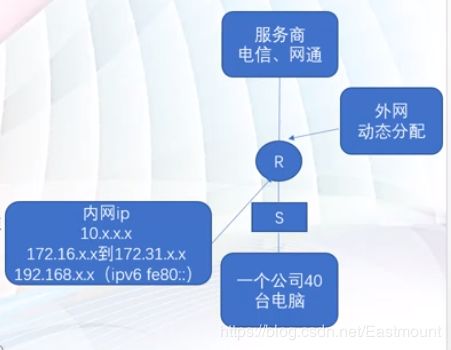 服务商
电信、网通
外网
动态分配
R
内网ip
10.x.x.x
172.16.x.x到172.31.x.x
192.168.x.x（ipv6 fe80::）
S
一个公司40
台电脑
https://blog.csdn.net/Eastmount